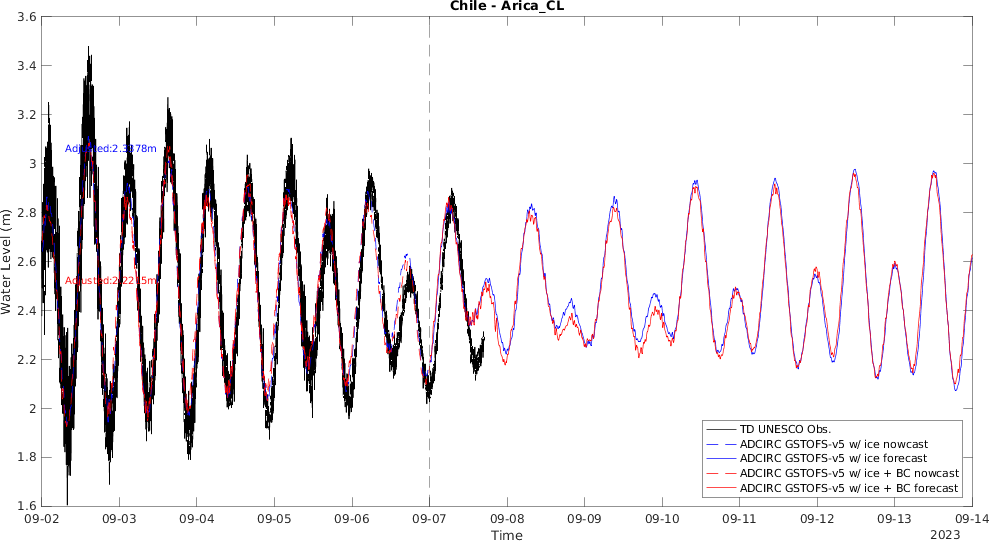 Chile - Arica_CL
3.6
3.4
3.2
3
2.8
2.6
2.4
2.2
2
1.8
1.6
Water Level (m)
Adjusted:2.3378m
TD UNESCO Obs.
ADCIRC GSTOFS-v5 w/ ice nowcast
ADCIRC GSTOFS-v5 w/ ice forecast
ADCIRC GSTOFS-v5 w/ ice + BC nowcast
ADCIRC GSTOFS-v5 w/ ice + BC forecast
09-02 09-03 09-04 09-05 09-06 09-07 09-08 09-09 09-10 09-11 09-12 09-13 09-14
Time
2023